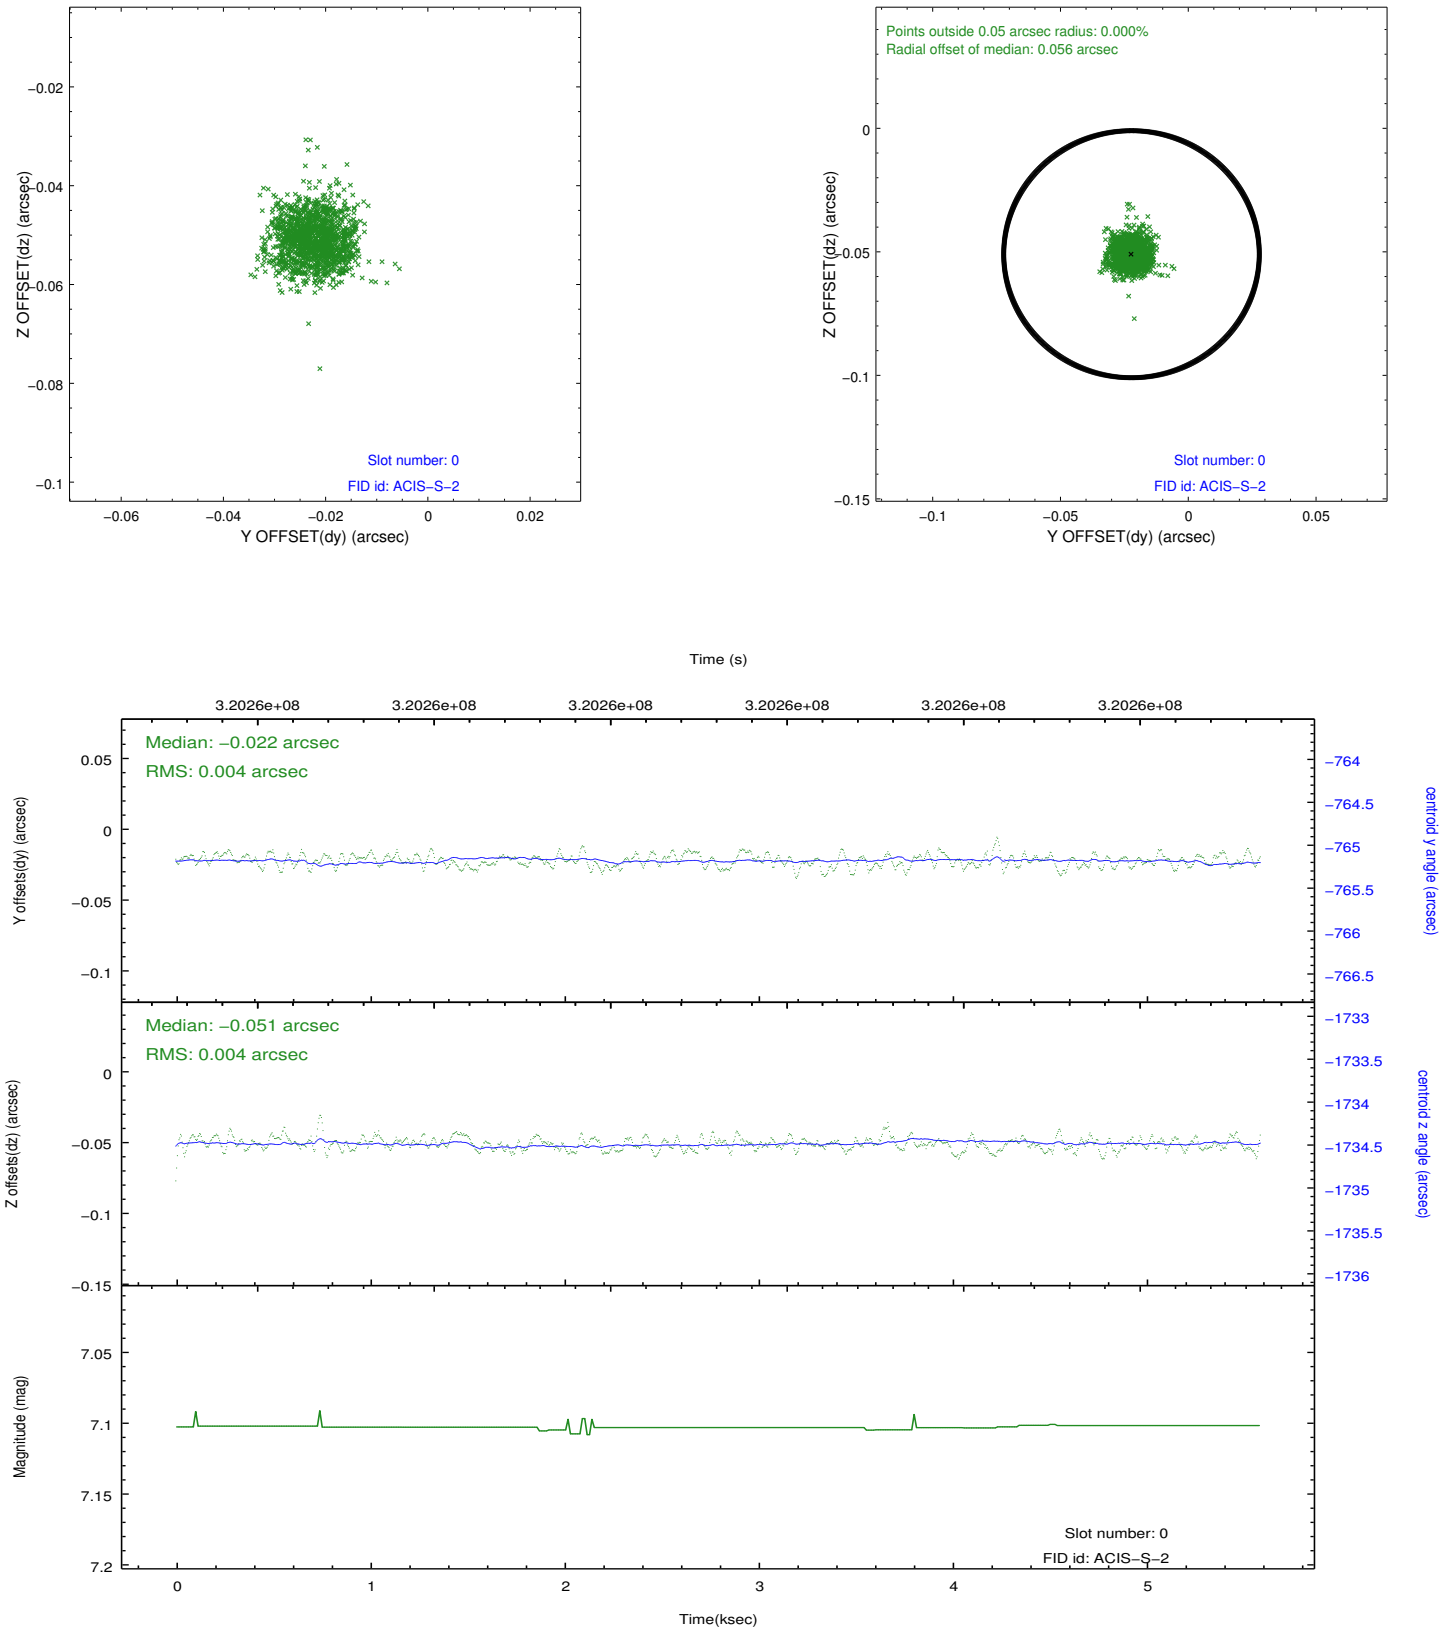 −0.02
−0.04
−0.06
−0.08
−0.1
Z OFFSET(dz) (arcsec)
Slot number: 0
FID id: ACIS−S−2
−0.06 −0.04 −0.02 0 0.02
Y OFFSET(dy) (arcsec)
Points outside 0.05 arcsec radius: 0.000%
Radial offset of median: 0.056 arcsec
0
−0.05
−0.1
−0.15
Z OFFSET(dz) (arcsec)
Slot number: 0
FID id: ACIS−S−2
−0.1 −0.05 0 0.05
Y OFFSET(dy) (arcsec)
Time (s)
3.2026e+08 3.2026e+08 3.2026e+08 3.2026e+08 3.2026e+08 3.2026e+08
Median: −0.022 arcsec
RMS: 0.004 arcsec
0.05
0
−0.05
−0.1
Y offsets(dy) (arcsec)
−764
−764.5
−765
−765.5
−766
−766.5
centroid y angle (arcsec)
Median: −0.051 arcsec
RMS: 0.004 arcsec
0
−0.05
−0.1
−0.15
Z offsets(dz) (arcsec)
−1733
−1733.5
−1734
−1734.5
−1735
−1735.5
−1736
centroid z angle (arcsec)
7.05
7.1
7.15
7.2
Magnitude (mag)
Slot number: 0
FID id: ACIS−S−2
0 1 2 3 4 5
Time(ksec)